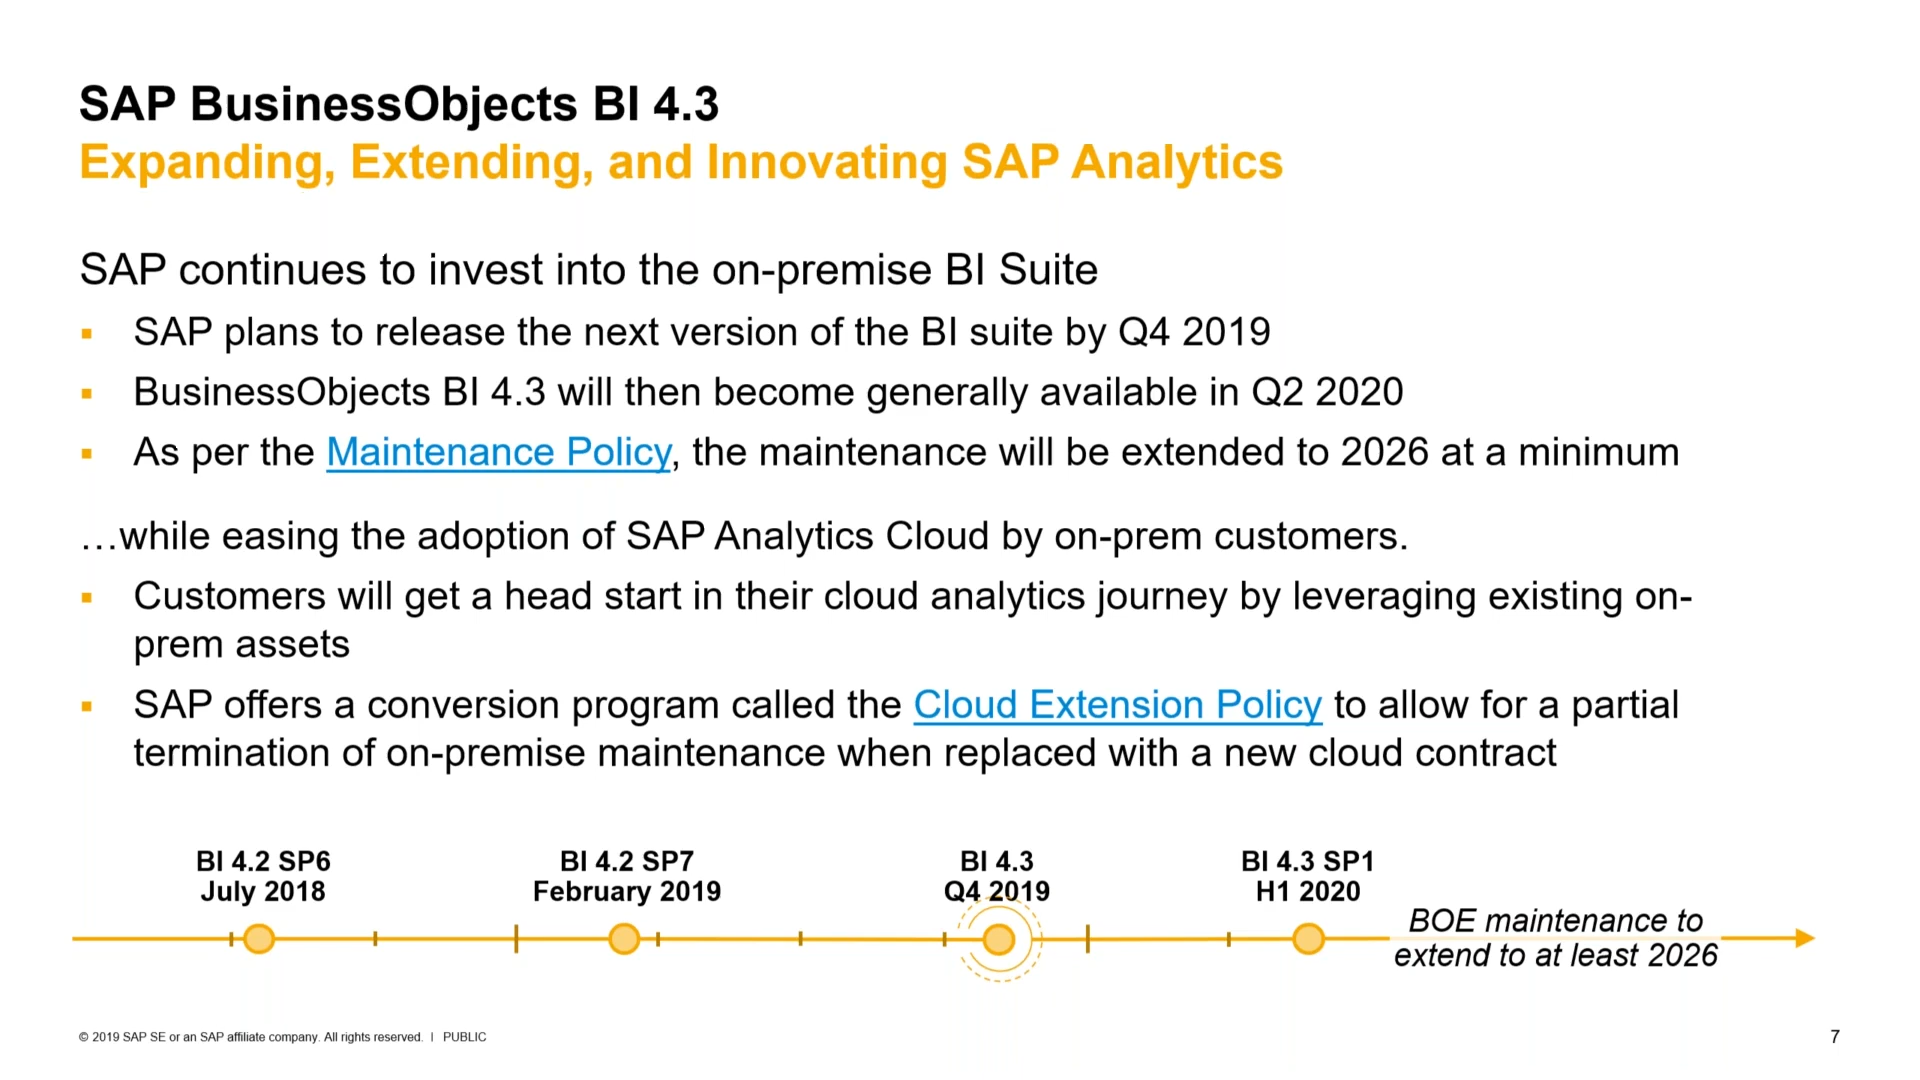 SAP BusinessObjects BI 4.3
Expanding, Extending, and Innovating SAP Analytics
SAP continues to invest into the on-premise BI Suite
▪ SAP plans to release the next version of the BI suite by Q4 2019
▪ BusinessObjects BI 4.3 will then become generally available in Q2 2020
▪ As per the Maintenance Policy, the maintenance will be extended to 2026 at a minimum
…while easing the adoption of SAP Analytics Cloud by on-prem customers.
▪ Customers will get a head start in their cloud analytics journey by leveraging existing on-
prem assets
▪ SAP offers a conversion program called the Cloud Extension Policy to allow for a partial
termination of on-premise maintenance when replaced with a new cloud contract
BI 4.2 SP6
July 2018
BI 4.2 SP7
February 2019
BI 4.3
Q4 2019
BI 4.3 SP1
H1 2020
BOE maintenance to
extend to at least 2026
© 2019 SAP SE or an SAP affiliate company. All rights reserved. | PUBLIC
7